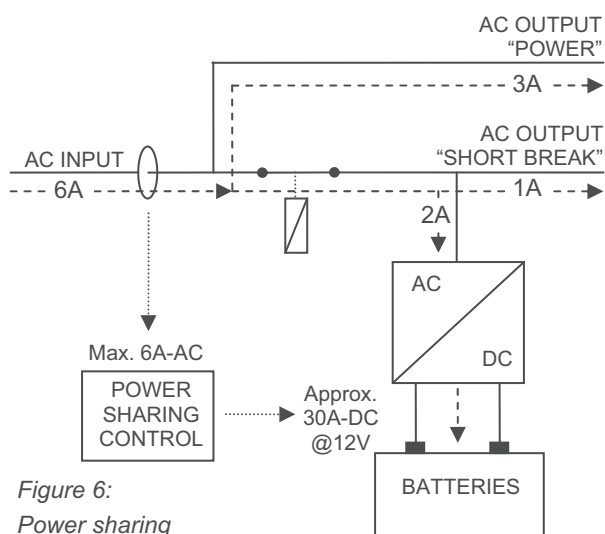 AC OUTPUT
“POWER”
3A
AC OUTPUT
“SHORT BREAK”
AC INPUT
6A
1A
2A
AC
DC
Max. 6A-AC
POWER
SHARING
CONTROL
Approx.
30A-DC
@12V
BATTERIES
Figure 6:
Power sharing